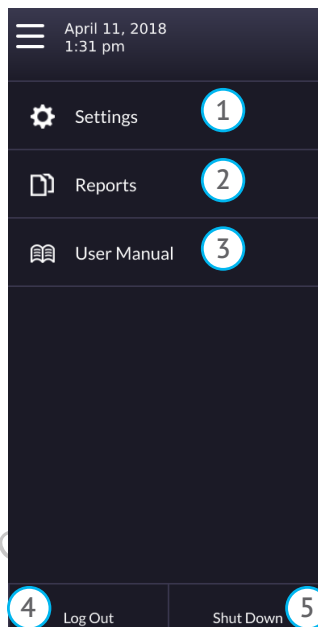 April 11, 2018
1:31 pm
Settings 1
Reports 2
User Manual 3
4 Log Out Shut Down 5